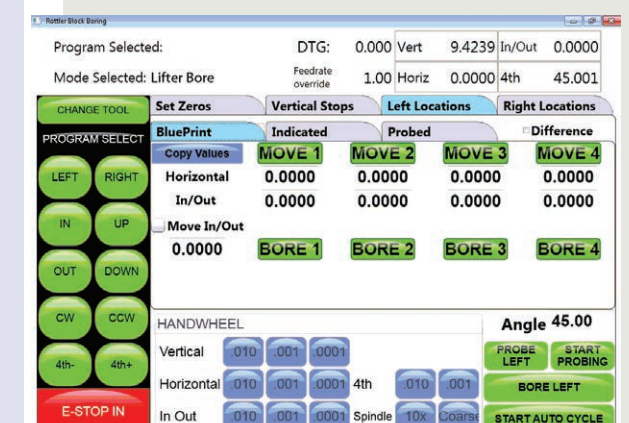 Rottler Block Boring
Program Selected: DTG: 0.000 Vert 9.4239 In/Out 0.0000
Mode Selected: Lifter Bore Feedrate override 1.00 Horiz 0.0000 4th 45.001
CHANGE TOOL Set Zeros Vertical Stops Left Locations Right Locations
PROGRAM SELECT BluePrint Indicated Probed Difference
Copy Values MOVE 1 MOVE 2 MOVE 3 MOVE 4
LEFT RIGHT Horizontal 0.0000 0.0000 0.0000 0.0000
In/Out 0.0000 0.0000 0.0000 0.0000
IN UP Move In/Out
0.0000 BORE 1 BORE 2 BORE 3 BORE 4
OUT DOWN
CW CCW HANDWHEEL Angle 45.00
Vertical .010 .001 .0001 PROBE LEFT START PROBING
4th- 4th+ Horizontal .010 .001 .0001 4th .010 .001 BORE LEFT
E-STOP IN In Out .010 .001 .0001 Spindle 10x Coarse START AUTO CYCLE